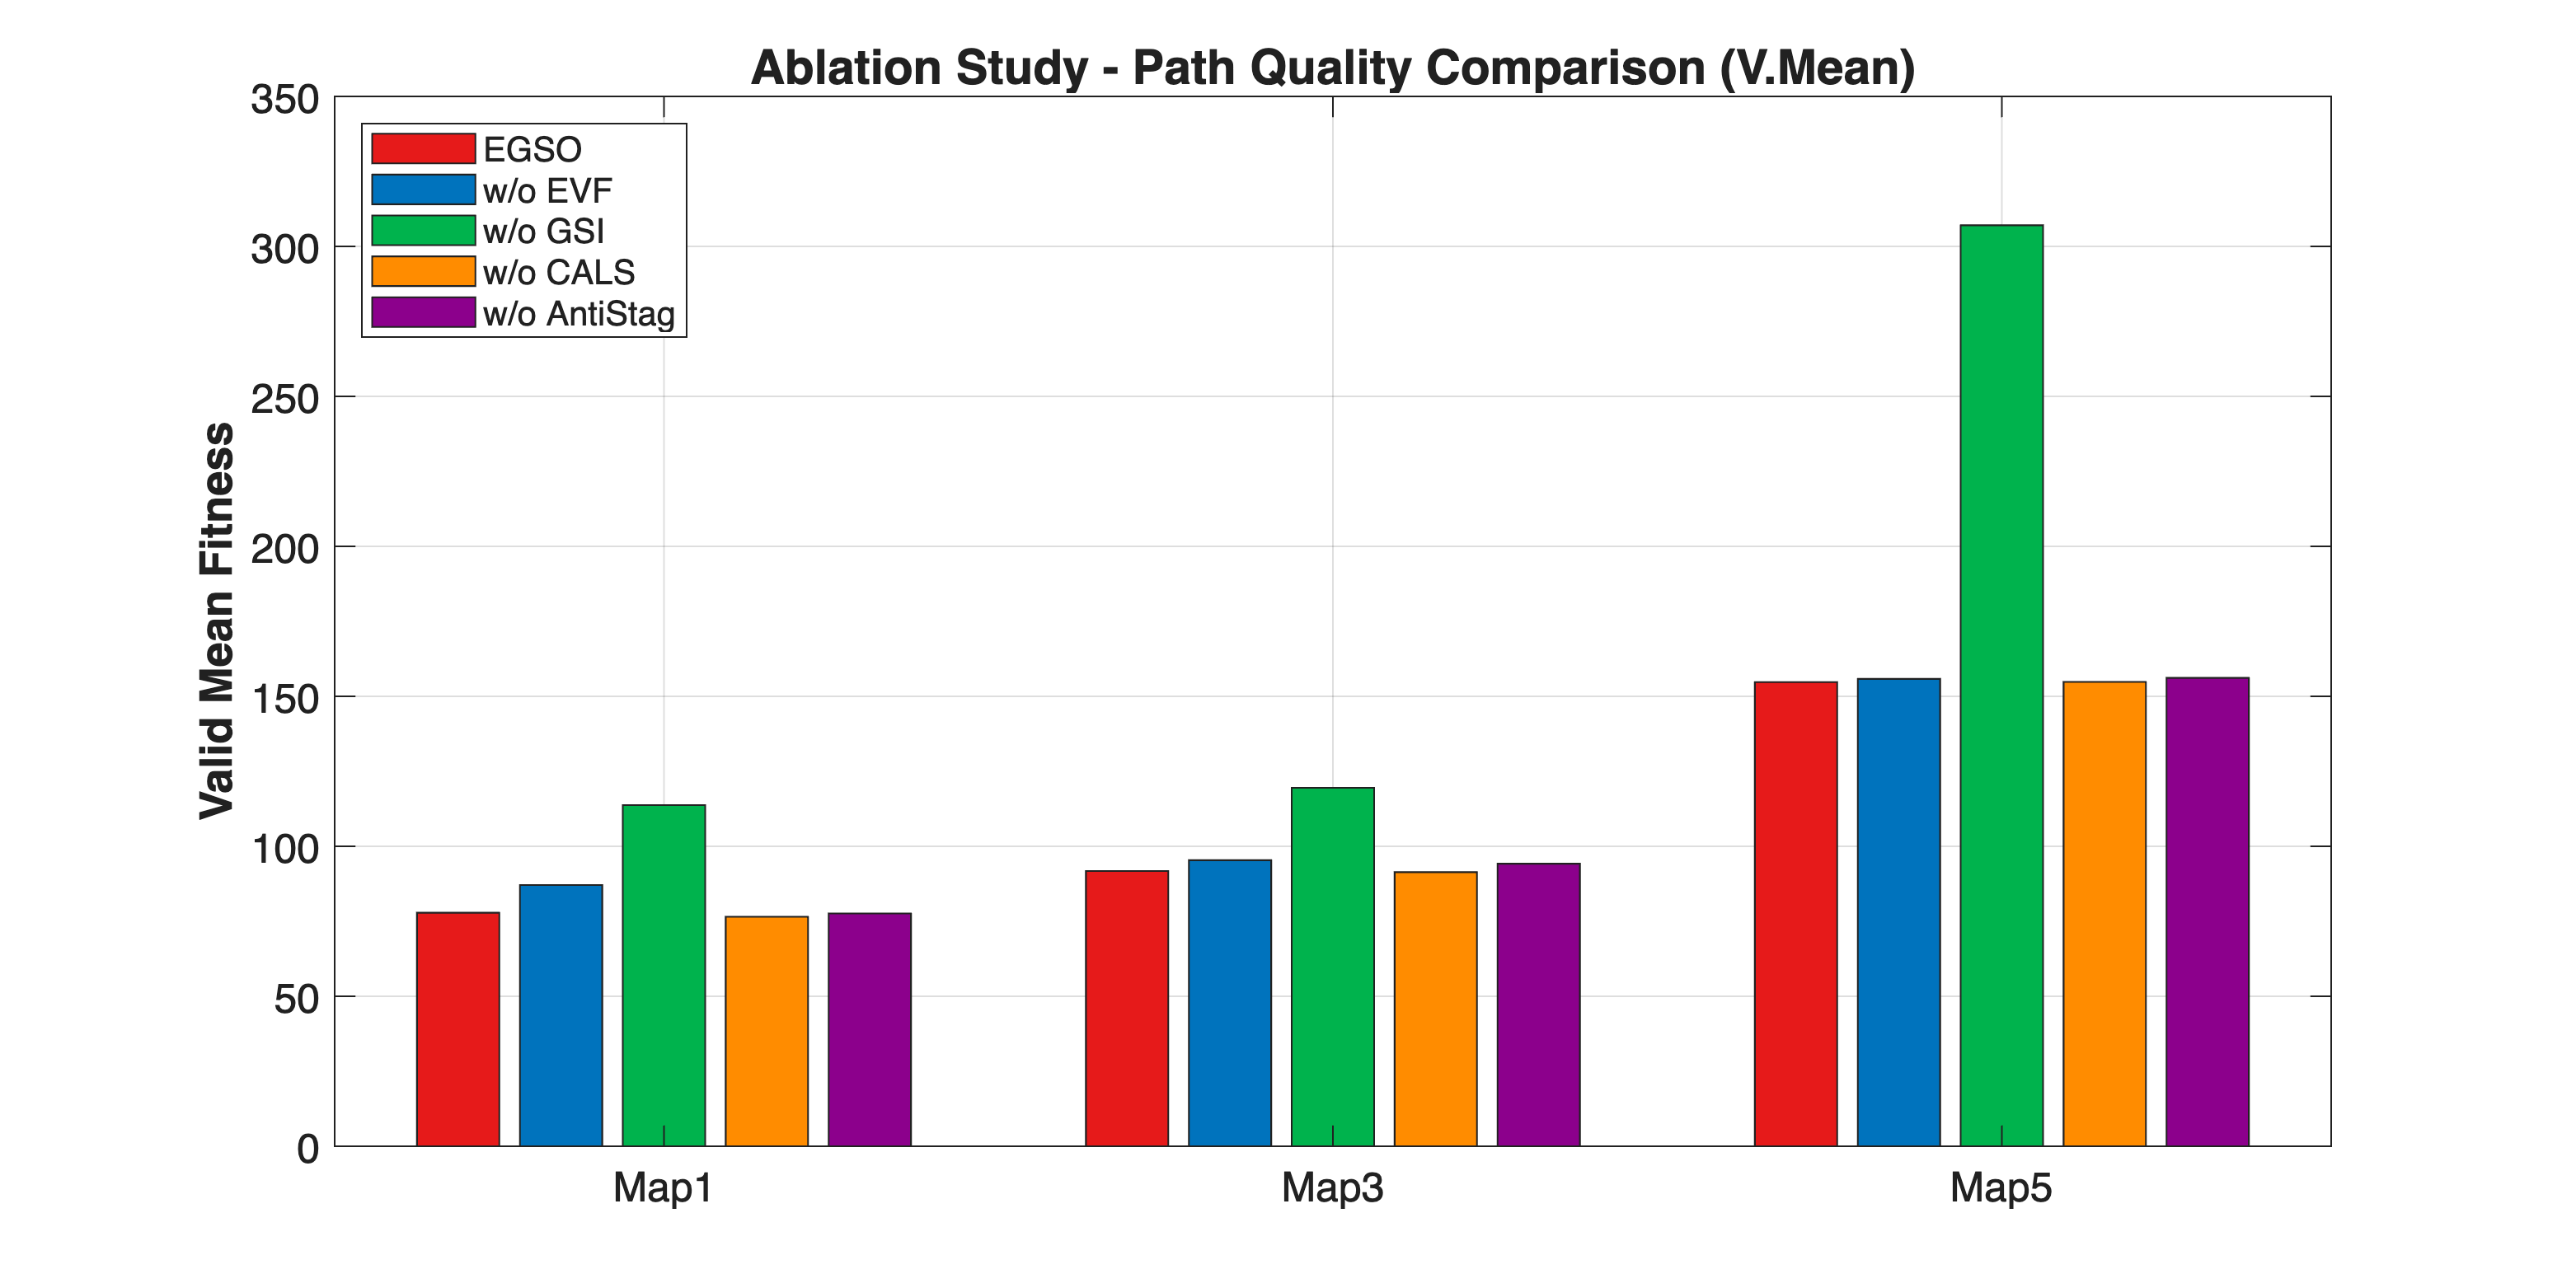 Ablation Study - Path Quality Comparison (V.Mean)
350
300
250
200
150
100
50
0
Valid Mean Fitness
EGSO
w/o EVF
w/o GSI
w/o CALS
w/o AntiStag
Map1
Map3
Map5